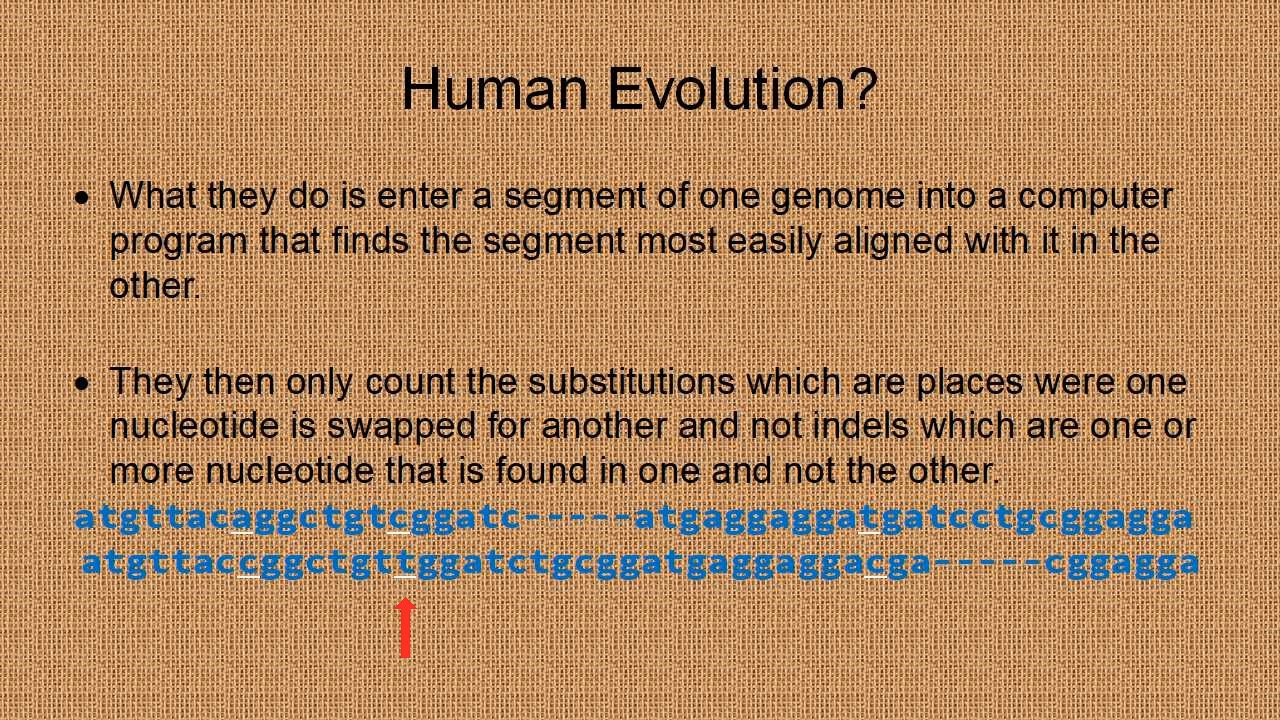 Human Evolution?
• What they do is enter a segment of one genome into a computer
program that finds the segment most easily aligned with it in the
other.
• They then only count the substitutions which are places were one
nucleotide is swapped for another and not indels which are one or
more nucleotide that is found in one and not the other.
atgttacaggctgtcggatc-----atgaggaggatgatcctgcggagga
atgttaccggctgttggatctgcggatgaggaggacga-----cggagga